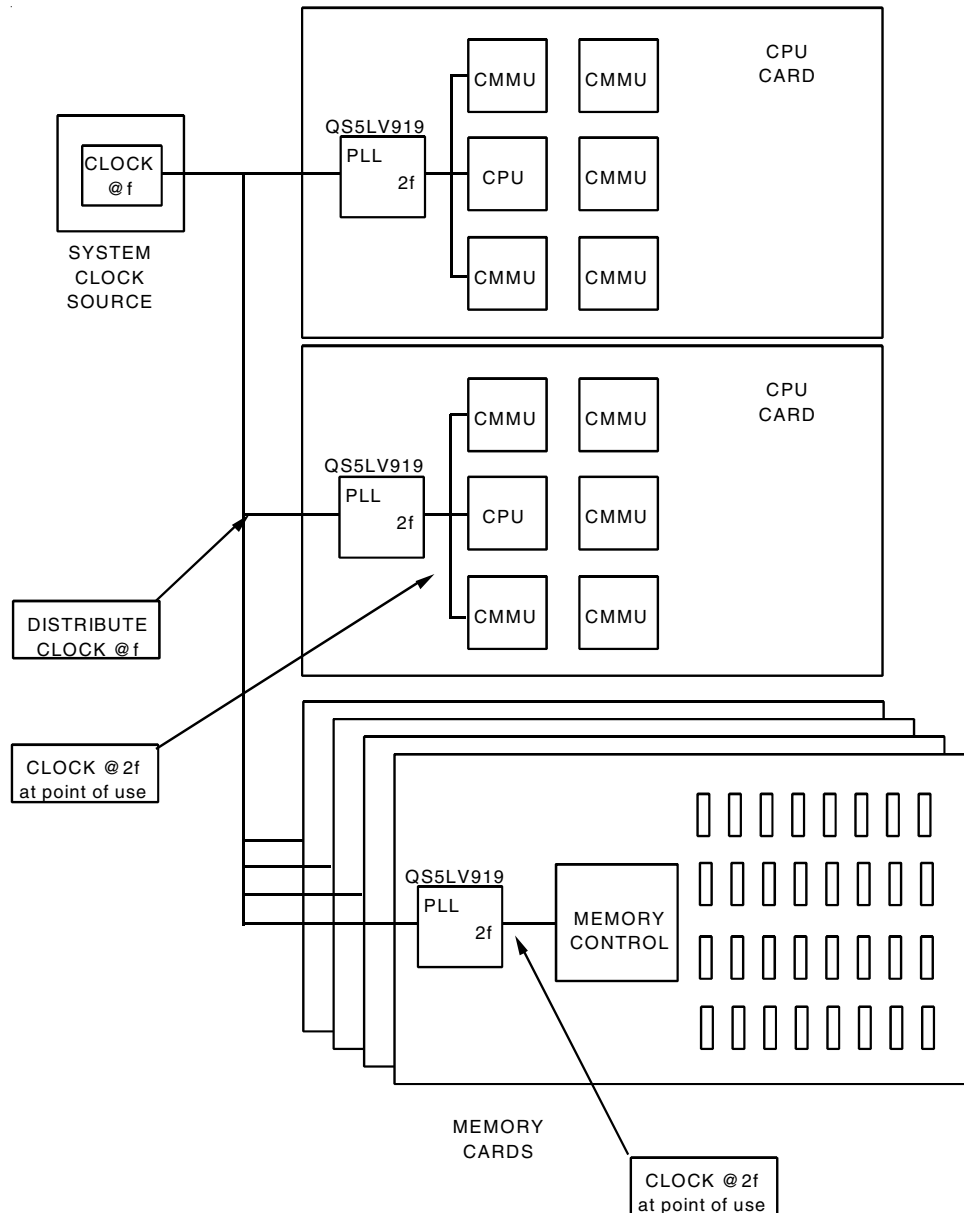 CPU
CARD
CMMU
CMMU
QS5LV919
PLL
2f
CPU
CMMU
CLOCK
@f
SYSTEM
CLOCK
SOURCE
CMMU
CMMU
CPU
CARD
CMMU
CMMU
QS5LV919
PLL
2f
CPU
CMMU
CMMU
CMMU
DISTRIBUTE
CLOCK @f
CLOCK @2f
at point of use
QS5LV919
PLL
2f
MEMORY
CONTROL
MEMORY
CARDS
CLOCK @2f
at point of use